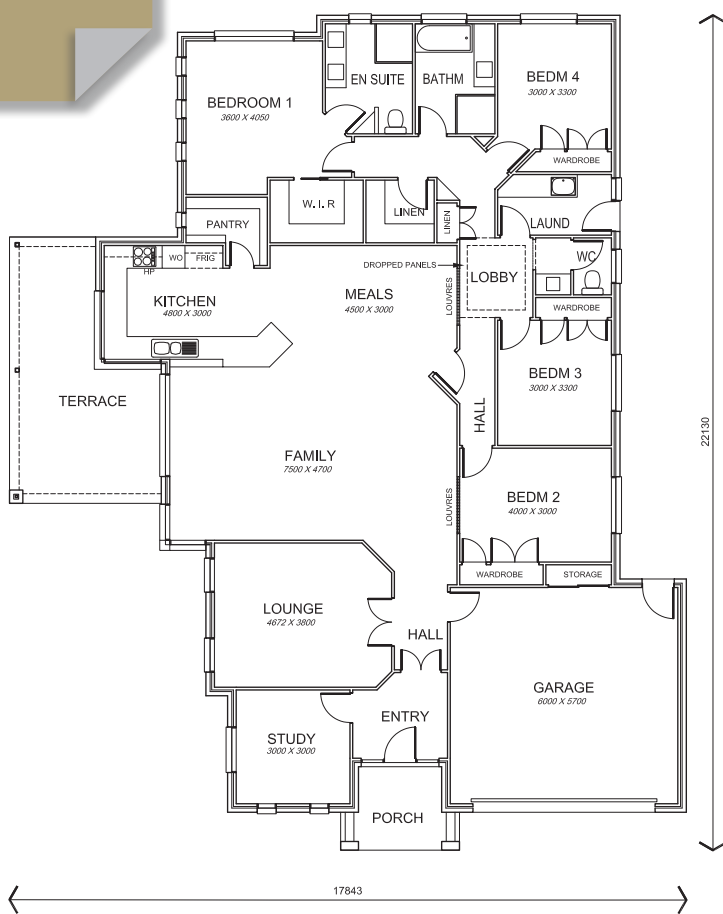 BEDROOM 1
3600 X 4050
EN SUITE
BATHM
BEDM 4
3000 X 3300
WARDROBE
W. I. R
LINEN
LINEN
LAUND
PANTRY
WO
FRIG
HP
DROPPED PANELS
LOBBY
WC
KITCHEN
4800 X 3000
MEALS
4500 X 3000
LOUVRES
WARDROBE
BEDM 3
3000 X 3300
TERRACE
HALL
22130
FAMILY
7500 X 4700
LOUVRES
BEDM 2
4000 X 3000
WARDROBE
STORAGE
LOUNGE
4672 X 3800
HALL
GARAGE
6000 X 5700
ENTRY
STUDY
3000 X 3000
PORCH
17843